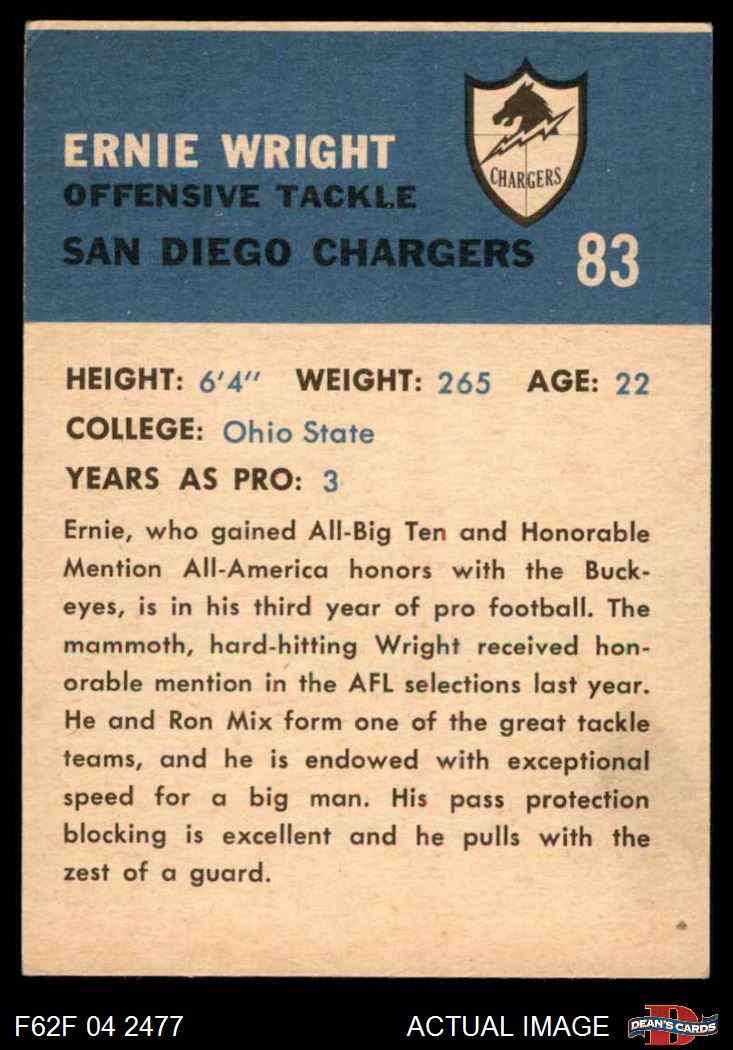 ERNIE WRIGHT
OFFENSIVE TACKLE
CHARGERS
SAN DIEGO CHARGERS
83
HEIGHT: 6'4" WEIGHT: 265 AGE: 22
COLLEGE: Ohio State
YEARS AS PRO: 3
Ernie, who gained All-Big Ten and Honorable
Mention All-America honors with the Buck-
eyes, is in his third year of pro football. The
mammoth, hard-hitting Wright received hon-
orable mention in the AFL selections last year.
He and Ron Mix form one of the great tackle
teams, and he is endowed with exceptional
speed for a big man. His pass protection
blocking is excellent and he pulls with the
zest of a guard.
F62F 04 2477
ACTUAL IMAGE
D
DEAN'S CARDS